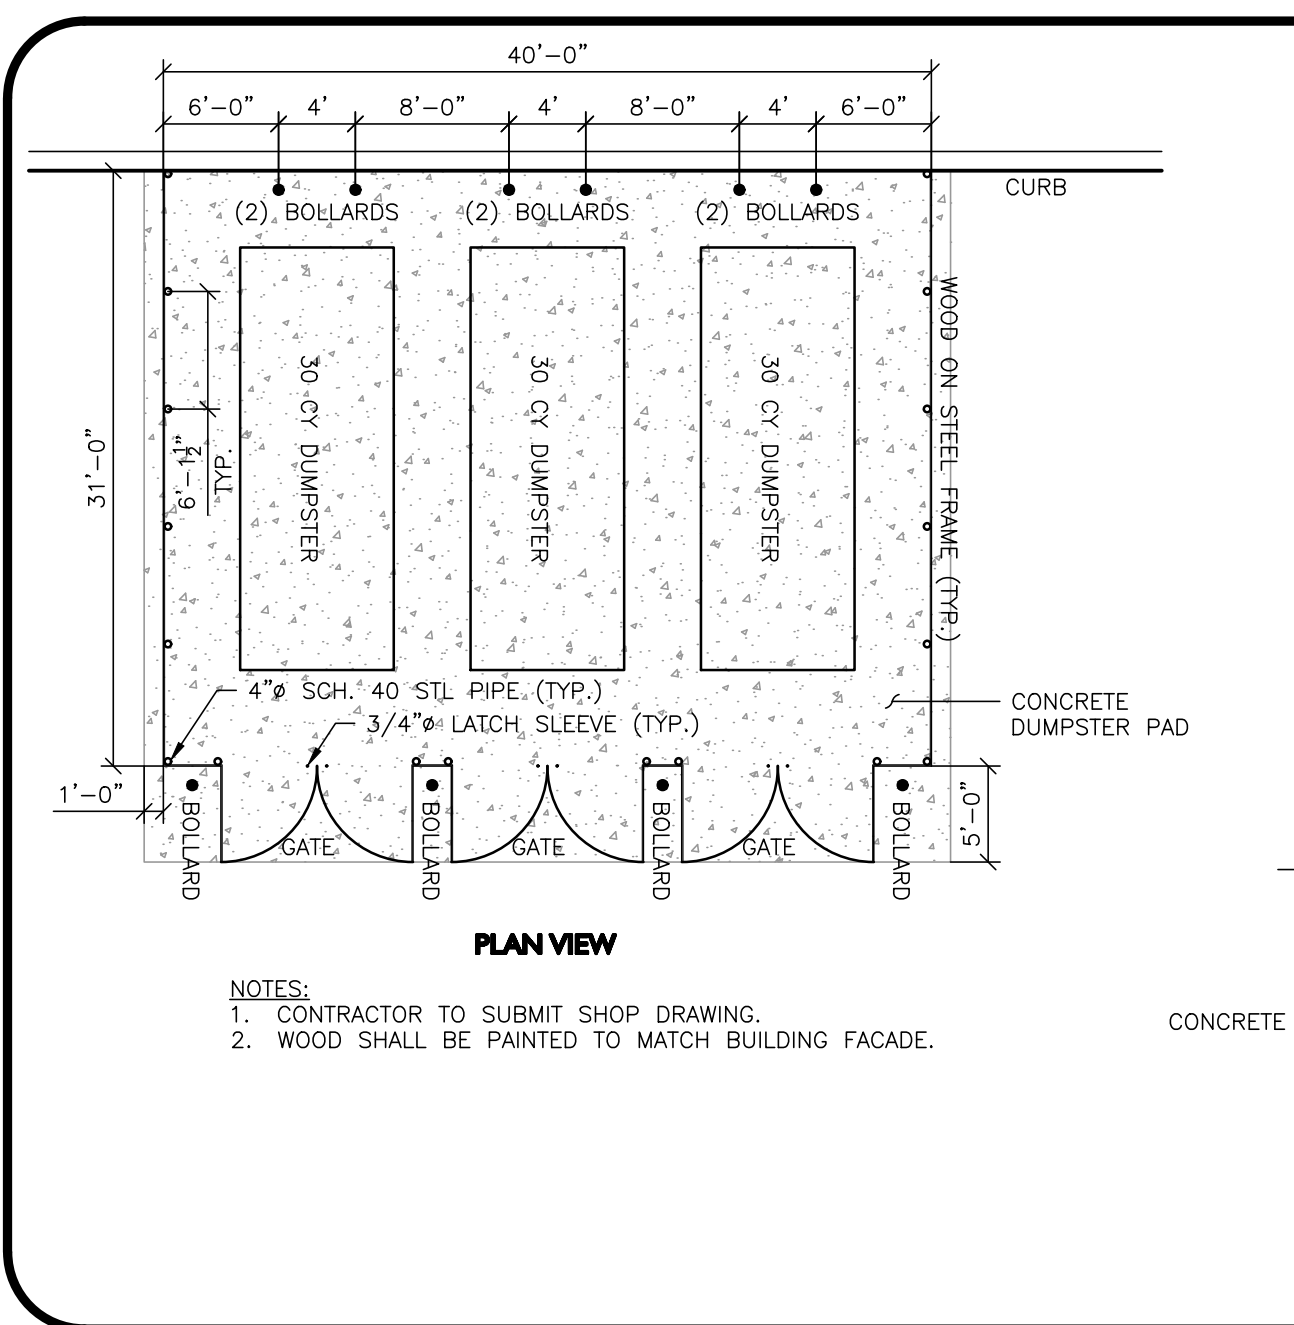 40'-0"
6'-0" 4' 8'-0" 4' 8'-0" 4' 6'-0"
CURB
(2) BOLLARDS (2) BOLLARDS (2) BOLLARDS
WOOD ON STEEL FRAME (TYP.)
30 CY DUMPSTER
30 CY DUMPSTER
30 CY DUMPSTER
31'-0"
6'-1 1/2"
TYP.
4"ø SCH. 40 STL PIPE (TYP.)
3/4"ø LATCH SLEEVE (TYP.)
CONCRETE
DUMPSTER PAD
1'-0"
5'-0"
BOLLARD
GATE
BOLLARD
GATE
BOLLARD
GATE
BOLLARD
PLAN VIEW
NOTES:
1. CONTRACTOR TO SUBMIT SHOP DRAWING.
2. WOOD SHALL BE PAINTED TO MATCH BUILDING FACADE.
CONCRETE